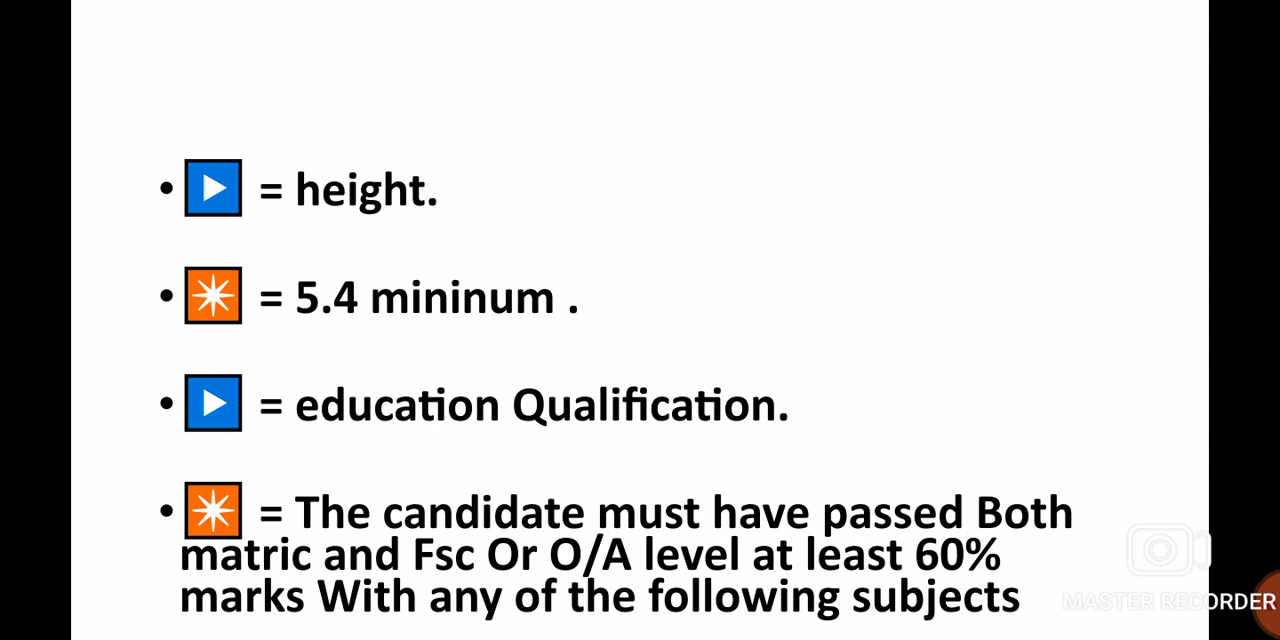 • ▶ = height.
• ✴ = 5.4 mininum .
• ▶ = education Qualification.
• ✴ = The candidate must have passed Both
matric and Fsc Or O/A level at least 60%
marks With any of the following subjects
MASTER RECORDER